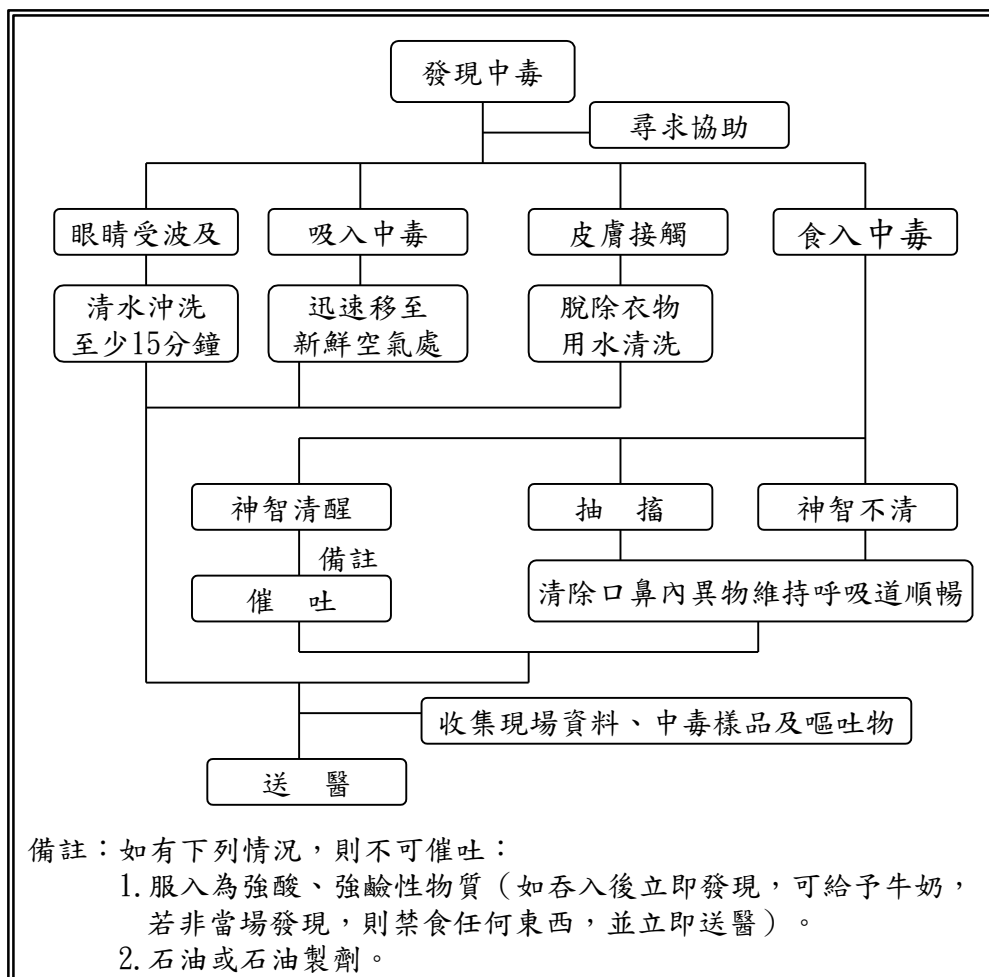 發現中毒
尋求協助
眼睛受波及
吸入中毒
皮膚接觸
食入中毒
清水沖洗
至少15分鐘
迅速移至
新鮮空氣處
脫除衣物
用水清洗
神智清醒
抽　搐
神智不清
備註
催　吐
清除口鼻內異物維持呼吸道順暢
收集現場資料、中毒樣品及嘔吐物
送　醫
備註：如有下列情況，則不可催吐：
1.服入為強酸、強鹼性物質（如吞入後立即發現，可給予牛奶，
若非當場發現，則禁食任何東西，並立即送醫）。
2.石油或石油製劑。